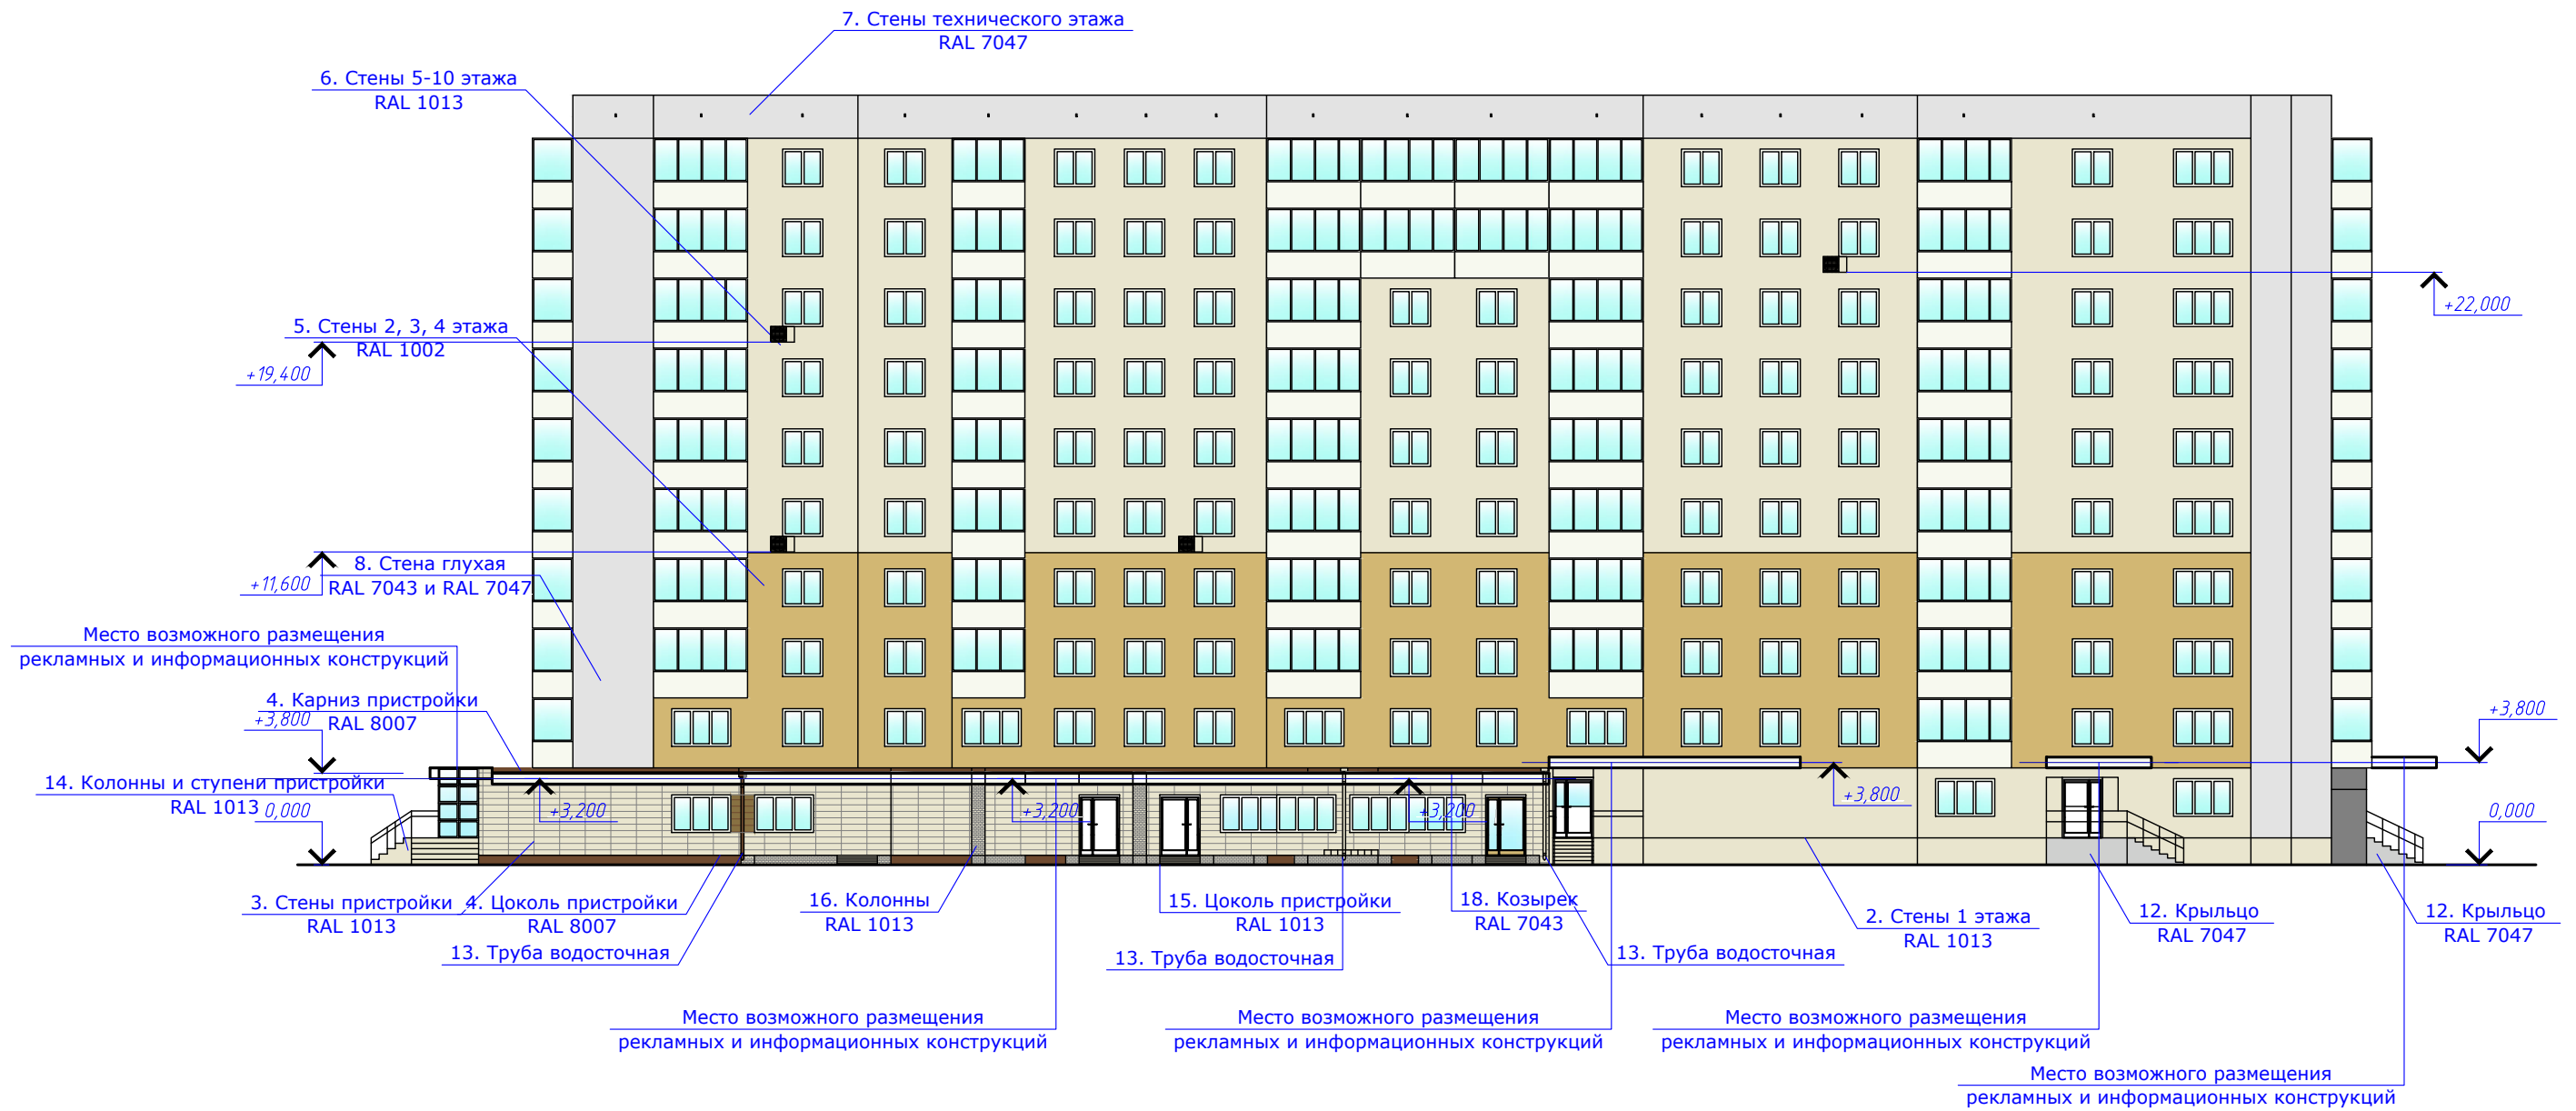 7. Стены технического этажа
RAL 7047
6. Стены 5-10 этажа
RAL 1013
+22,000
5. Стены 2, 3, 4 этажа
RAL 1002
+19,400
8. Стена глухая
RAL 7043 и RAL 7047
+11,600
Место возможного размещения
рекламных и информационных конструкций
4. Карниз пристройки
RAL 8007
+3,800
+3,800
14. Колонны и ступени пристройки
RAL 1013
0,000
+3,200
+3,200
+3,200
+3,800
0,000
3. Стены пристройки
RAL 1013
4. Цоколь пристройки
RAL 8007
16. Колонны
RAL 1013
15. Цоколь пристройки
RAL 1013
18. Козырек
RAL 7043
2. Стены 1 этажа
RAL 1013
12. Крыльцо
RAL 7047
12. Крыльцо
RAL 7047
13. Труба водосточная
13. Труба водосточная
13. Труба водосточная
Место возможного размещения
рекламных и информационных конструкций
Место возможного размещения
рекламных и информационных конструкций
Место возможного размещения
рекламных и информационных конструкций
Место возможного размещения
рекламных и информационных конструкций